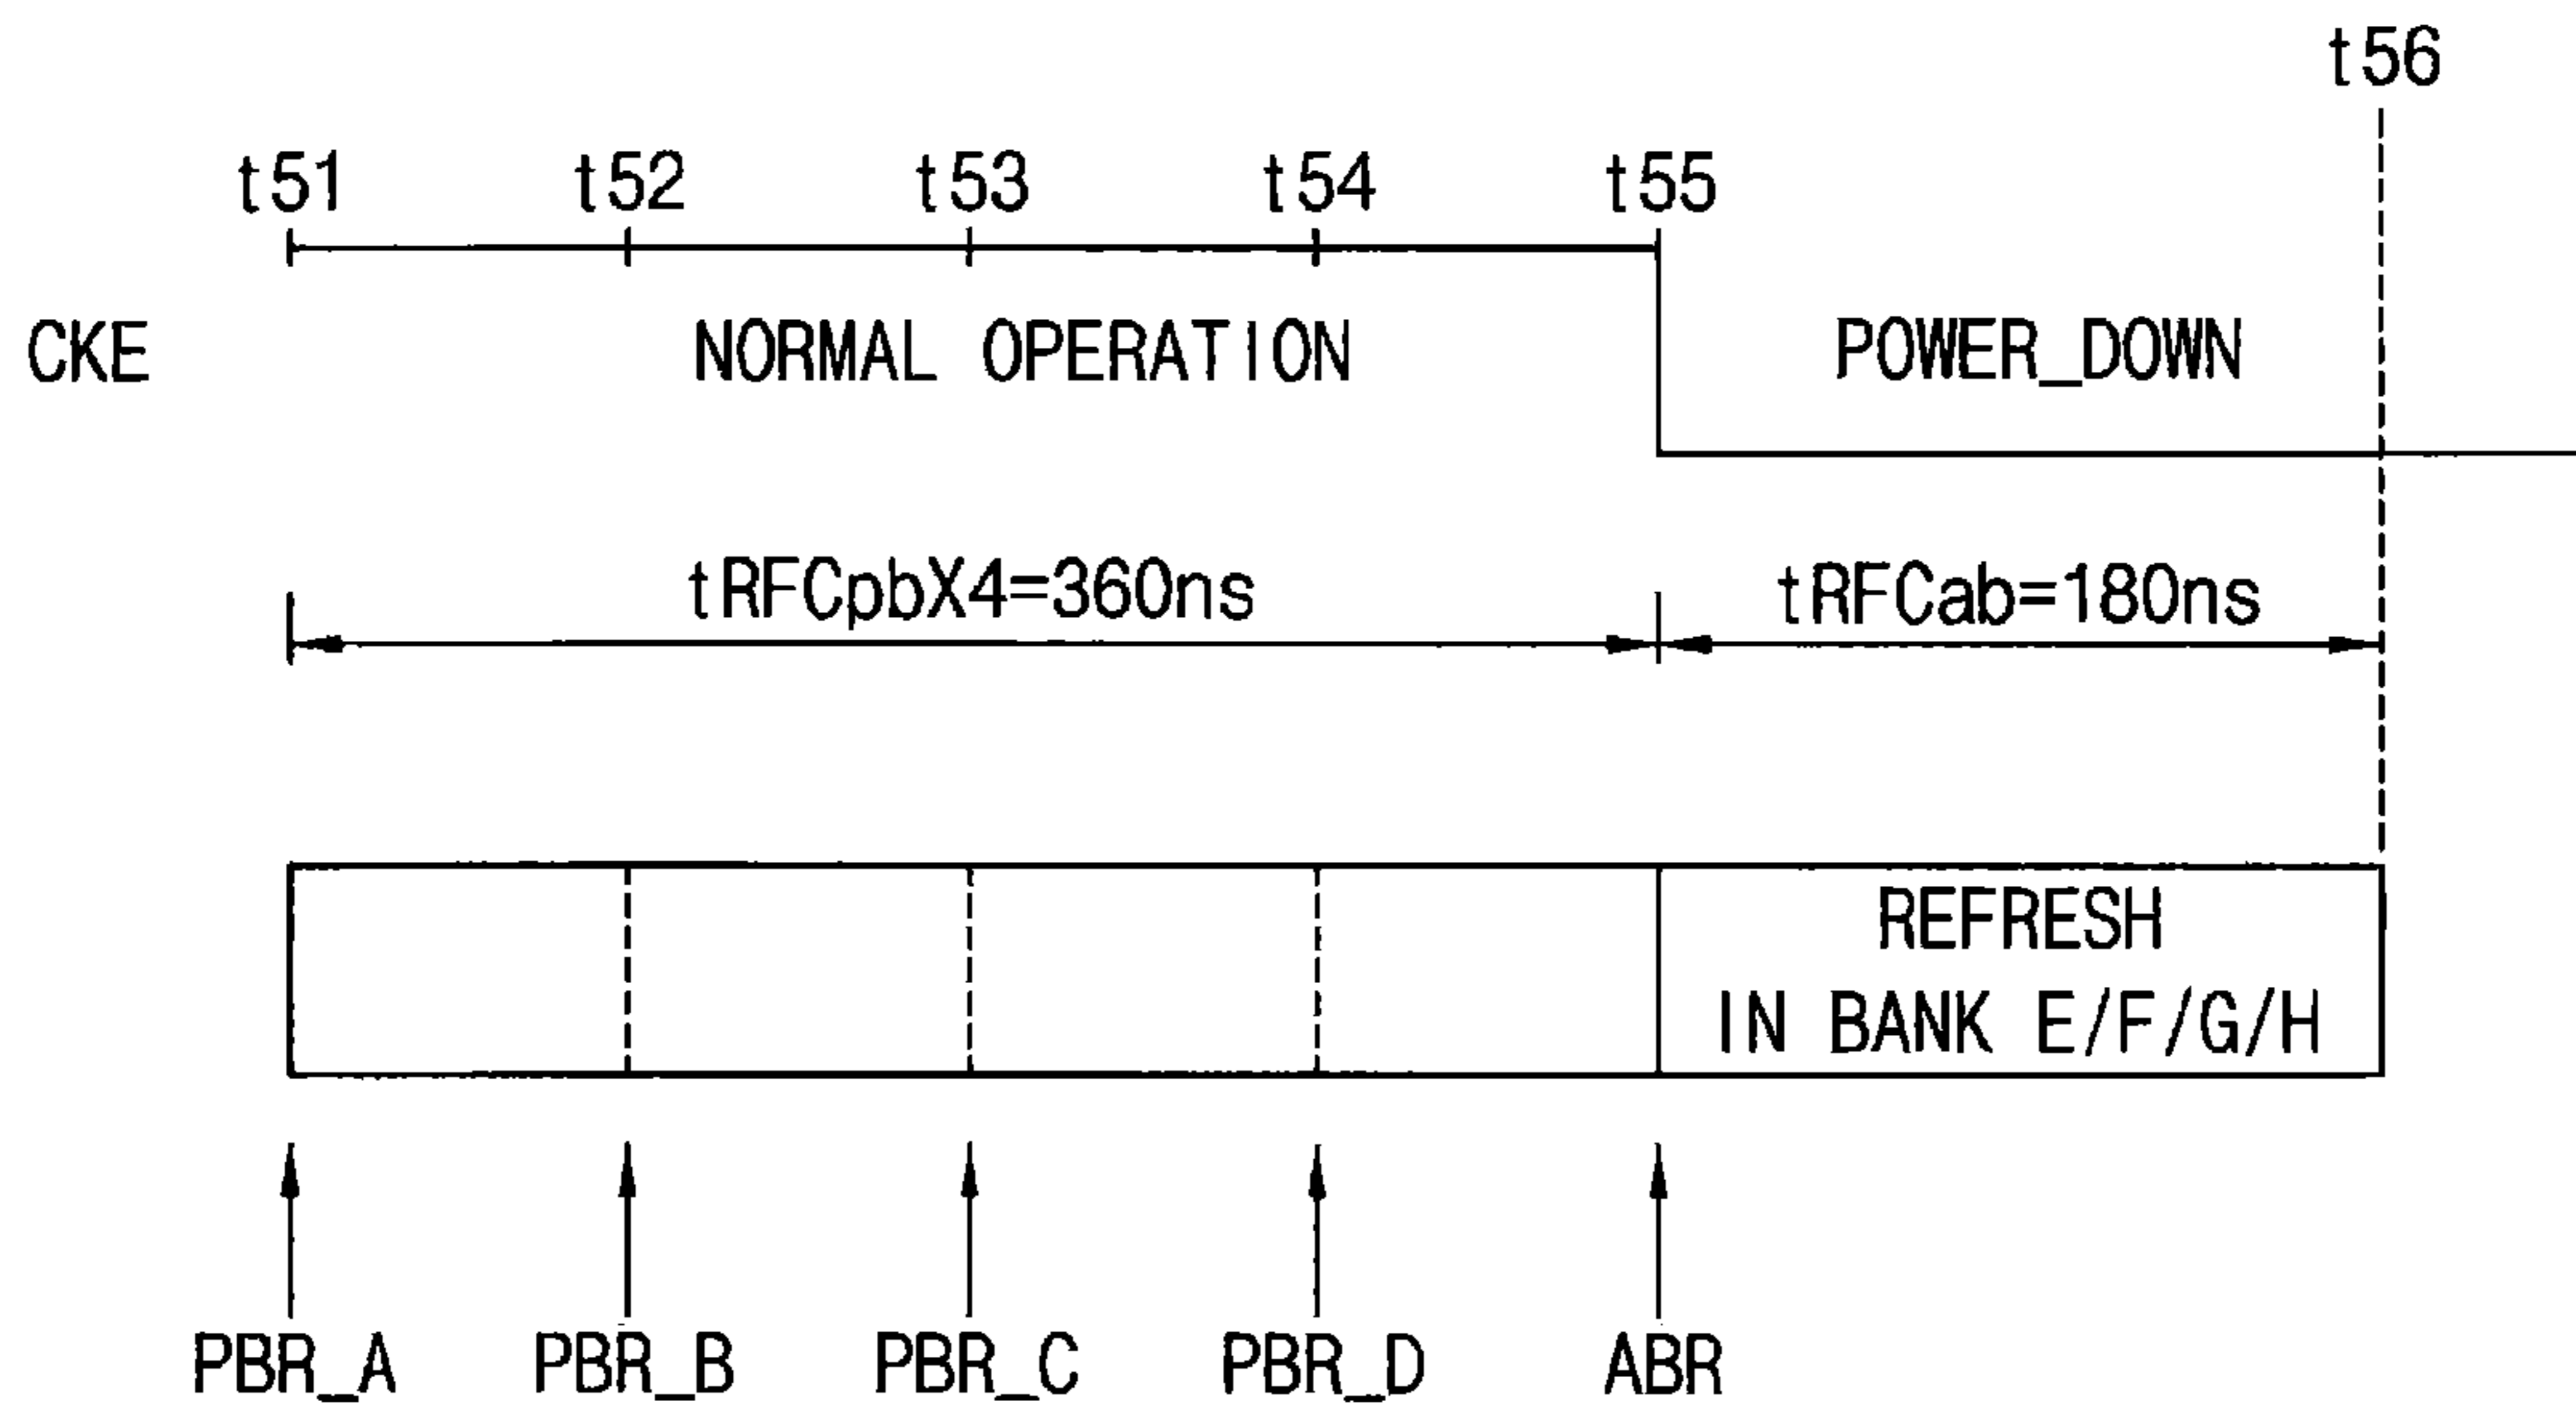 t56
t51 t52 t53 t54 t55
CKE NORMAL OPERATION POWER_DOWN
tRFCpbX4=360ns tRFCab=180ns
REFRESH
IN BANK E/F/G/H
PBR_A PBR_B PBR_C PBR_D ABR